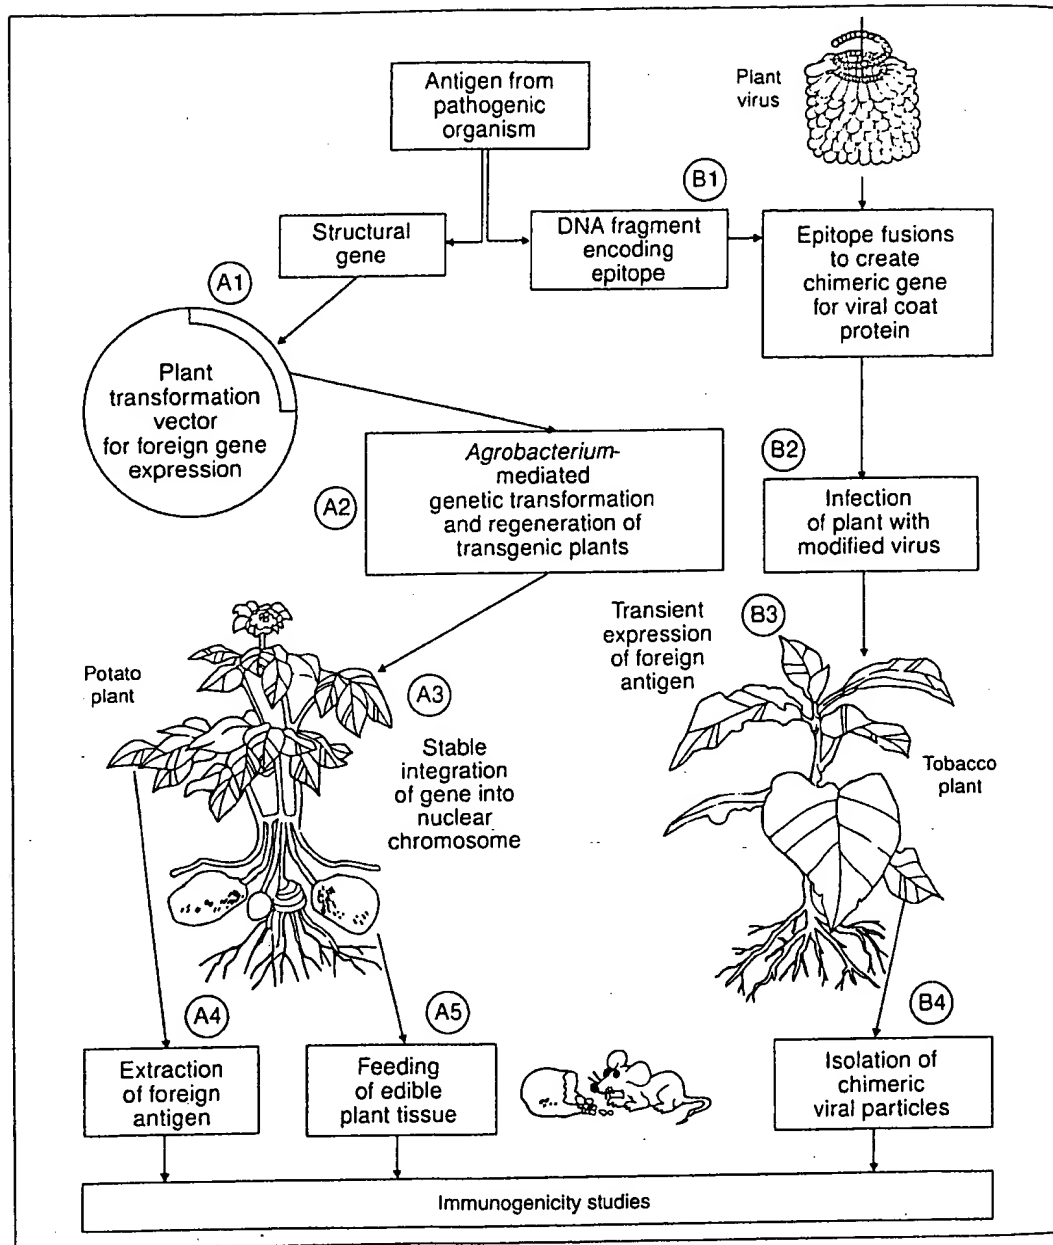 Antigen from
pathogenic
organism
Plant
virus
B1
Structural
gene
DNA fragment
encoding
epitope
Epitope fusions
to create
chimeric gene
for viral coat
protein
A1
Plant
transformation
vector
for foreign gene
expression
A2
Agrobacterium-
mediated
genetic transformation
and regeneration of
transgenic plants
B2
Infection
of plant with
modified virus
Potato
plant
A3
Stable
integration
of gene into
nuclear
chromosome
Transient
expression
of foreign
antigen
B3
Tobacco
plant
A4
Extraction
of foreign
antigen
A5
Feeding
of edible
plant tissue
B4
Isolation of
chimeric
viral particles
Immunogenicity studies